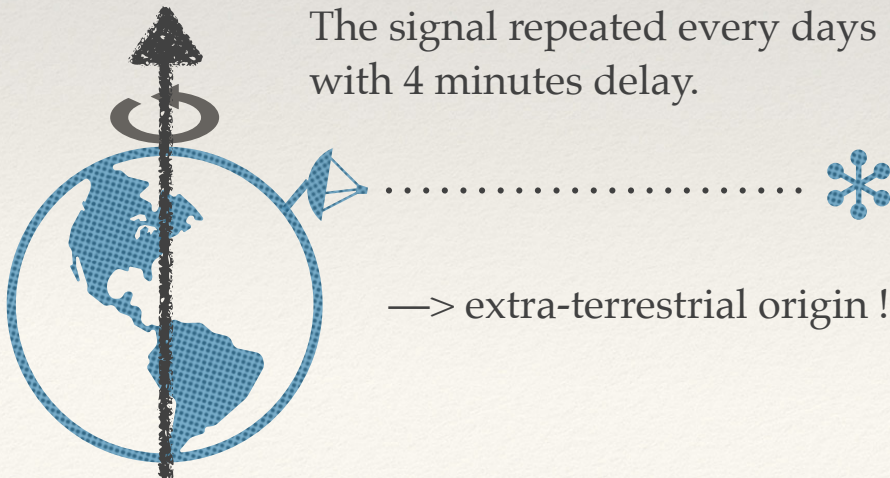 The signal repeated every days
with 4 minutes delay.
—> extra-terrestrial origin !